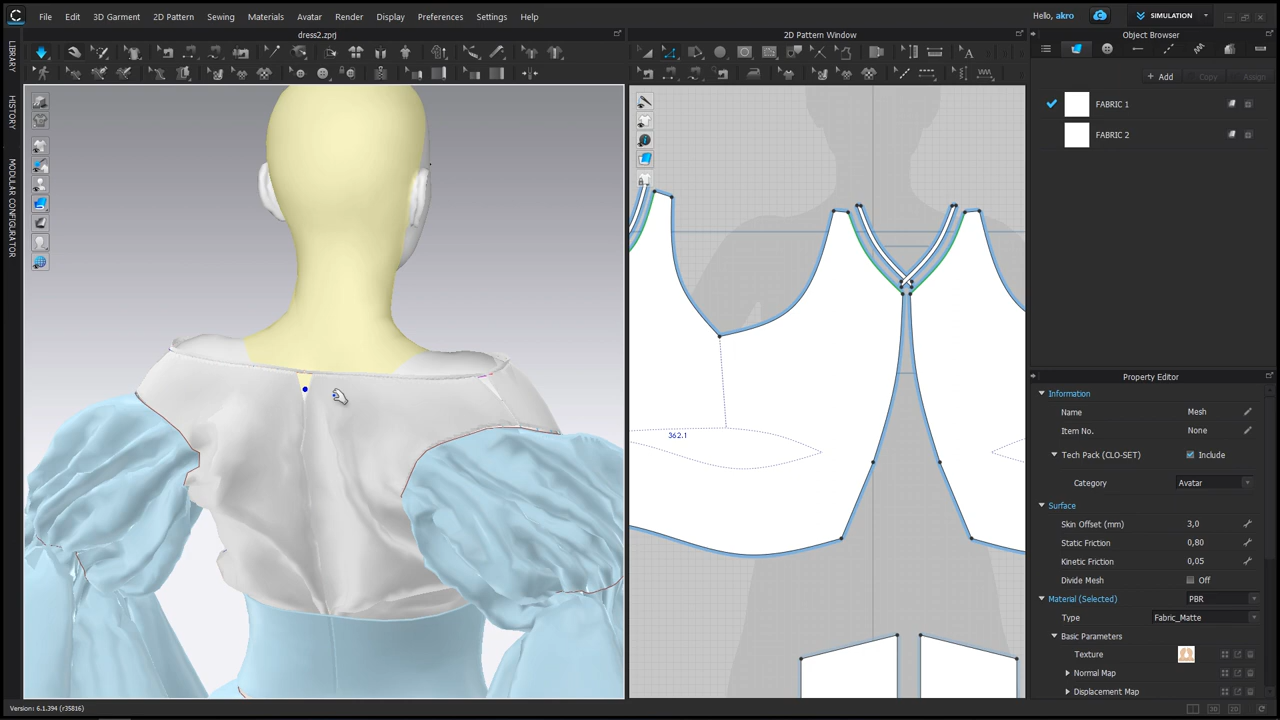 C File Edit 3D Garment 2D Pattern Sewing Materials Avatar Render Display Preferences Settings Help Hello, akro SIMULATION
dress2.zprj 2D Pattern Window Object Browser
LIBRARY
HISTORY
MODULAR CONFIGURATOR
+ Add Copy Assign
FABRIC 1
FABRIC 2
362.1
Property Editor
Information
Name Mesh
Item No. None
Tech Pack (CLO-SET) Include
Category Avatar
Surface
Skin Offset (mm) 3,0
Static Friction 0,80
Kinetic Friction 0,05
Divide Mesh Off
Material (Selected) PBR
Type Fabric_Matte
Basic Parameters
Texture
Normal Map
Displacement Map
Version: 6.1.394 (r35816) 3D 2D